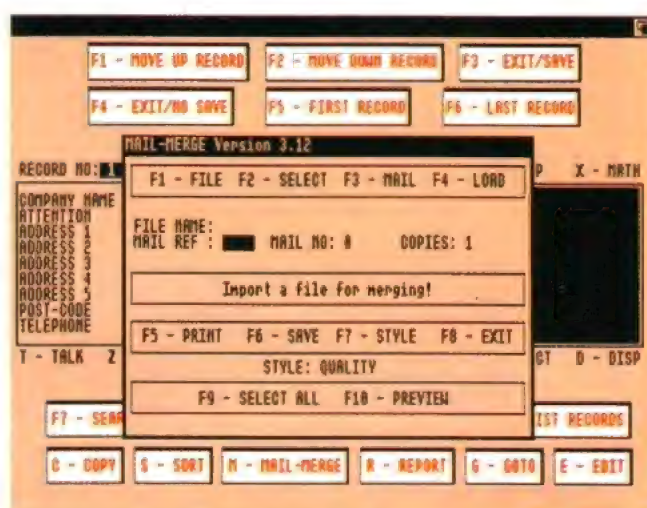 F1 - MOVE UP RECORD F2 - MOVE DOWN RECORD F3 - EXIT/SAVE
F4 - EXIT/NO SAVE F5 - FIRST RECORD F6 - LAST RECORD
MAIL-MERGE Version 3.12
RECORD NO: 1
F1 - FILE F2 - SELECT F3 - MAIL F4 - LOAD
P X - MATH
COMPANY NAME
ATTENTION
ADDRESS 1
ADDRESS 2
ADDRESS 3
ADDRESS 4
ADDRESS 5
POST-CODE
TELEPHONE
FILE NAME:
MAIL REF : MAIL NO: 0 COPIES: 1
Import a file for merging!
F5 - PRINT F6 - SAVE F7 - STYLE F8 - EXIT
T - TALK Z
STYLE: QUALITY
CT D - DISP
F9 - SELECT ALL F10 - PREVIEW
F7 - SEAR
IST RECORDS
C - COPY S - SORT M - MAIL-MERGE R - REPORT G - GOTO E - EDIT